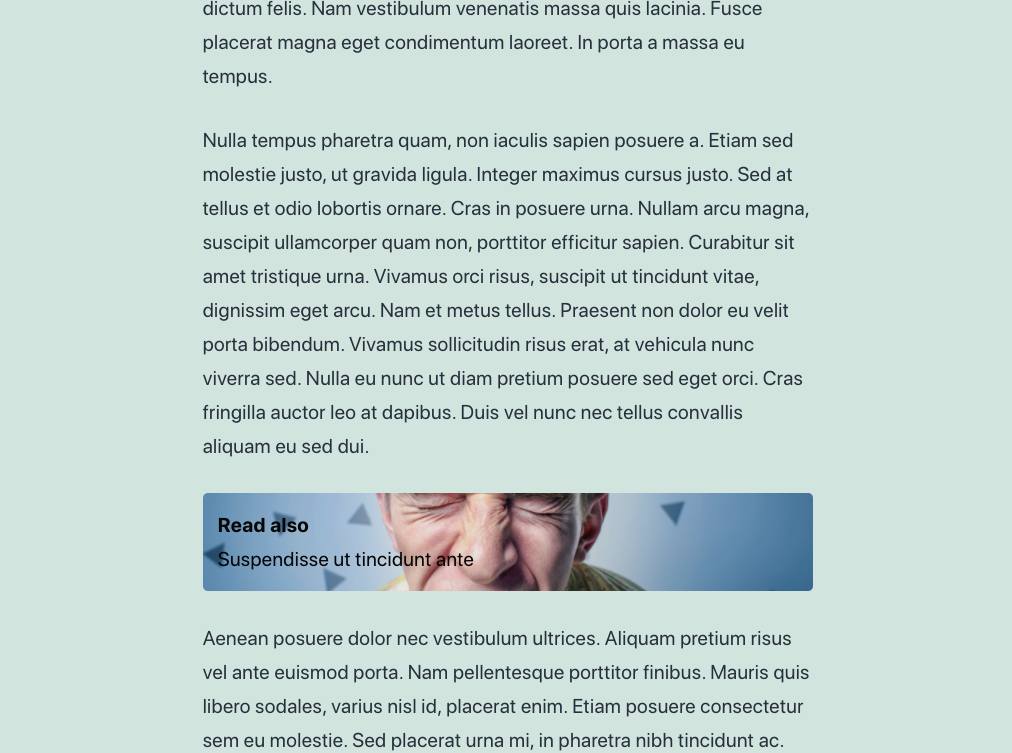 dictum felis. Nam vestibulum venenatis massa quis lacinia. Fusce
placerat magna eget condimentum laoreet. In porta a massa eu
tempus.
Nulla tempus pharetra quam, non iaculis sapien posuere a. Etiam sed
molestie justo, ut gravida ligula. Integer maximus cursus justo. Sed at
tellus et odio lobortis ornare. Cras in posuere urna. Nullam arcu magna,
suscipit ullamcorper quam non, porttitor efficitur sapien. Curabitur sit
amet tristique urna. Vivamus orci risus, suscipit ut tincidunt vitae,
dignissim eget arcu. Nam et metus tellus. Praesent non dolor eu velit
porta bibendum. Vivamus sollicitudin risus erat, at vehicula nunc
viverra sed. Nulla eu nunc ut diam pretium posuere sed eget orci. Cras
fringilla auctor leo at dapibus. Duis vel nunc nec tellus convallis
aliquam eu sed dui.
Read also
Suspendisse ut tincidunt ante
Aenean posuere dolor nec vestibulum ultrices. Aliquam pretium risus
vel ante euismod porta. Nam pellentesque porttitor finibus. Mauris quis
libero sodales, varius nisl id, placerat enim. Etiam posuere consectetur
sem eu molestie. Sed placerat urna mi, in pharetra nibh tincidunt ac.